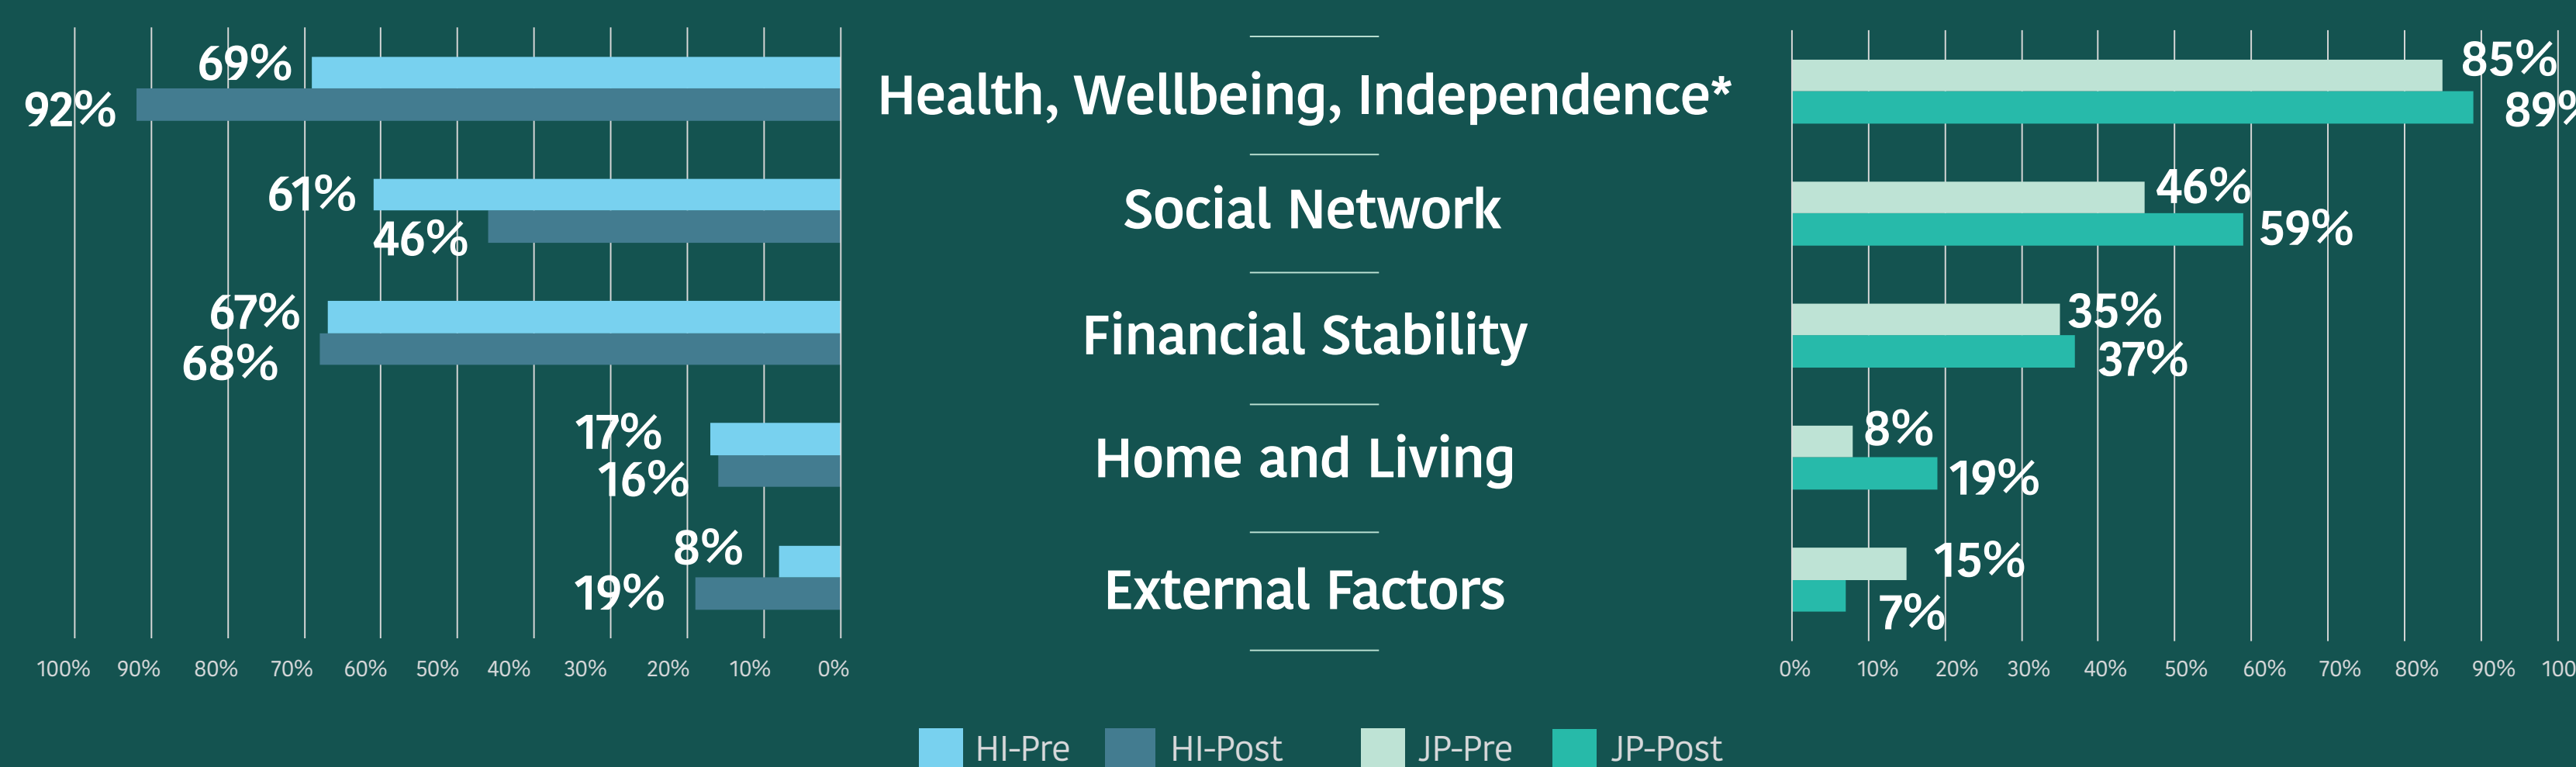 69%
92%
Health, Wellbeing, Independence*
85%
89%
61%
46%
Social Network
46%
59%
67%
68%
Financial Stability
35%
37%
17%
16%
Home and Living
8%
19%
8%
19%
External Factors
15%
7%
100% 90% 80% 70% 60% 50% 40% 30% 20% 10% 0%
0% 10% 20% 30% 40% 50% 60% 70% 80% 90% 100
HI-Pre HI-Post JP-Pre JP-Post